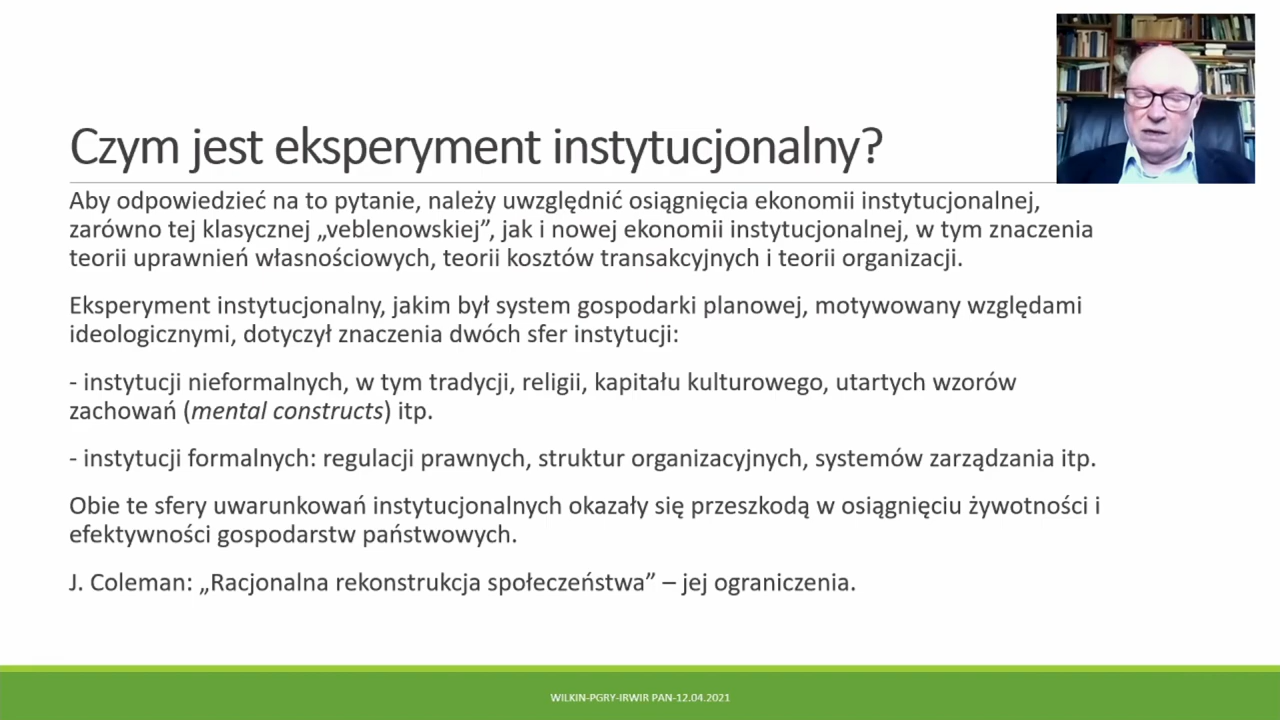 Czym jest eksperyment instytucjonalny?
Aby odpowiedzieć na to pytanie, należy uwzględnić osiągnięcia ekonomii instytucjonalnej,
zarówno tej klasycznej „veblenowskiej”, jak i nowej ekonomii instytucjonalnej, w tym znaczenia
teorii uprawnień własnościowych, teorii kosztów transakcyjnych i teorii organizacji.
Eksperyment instytucjonalny, jakim był system gospodarki planowej, motywowany względami
ideologicznymi, dotyczył znaczenia dwóch sfer instytucji:
- instytucji nieformalnych, w tym tradycji, religii, kapitału kulturowego, utartych wzorów
zachowań (mental constructs) itp.
- instytucji formalnych: regulacji prawnych, struktur organizacyjnych, systemów zarządzania itp.
Obie te sfery uwarunkowań instytucjonalnych okazały się przeszkodą w osiągnięciu żywotności i
efektywności gospodarstw państwowych.
J. Coleman: „Racjonalna rekonstrukcja społeczeństwa” – jej ograniczenia.
WILKIN-PGRY-IRWIR PAN-12.04.2021